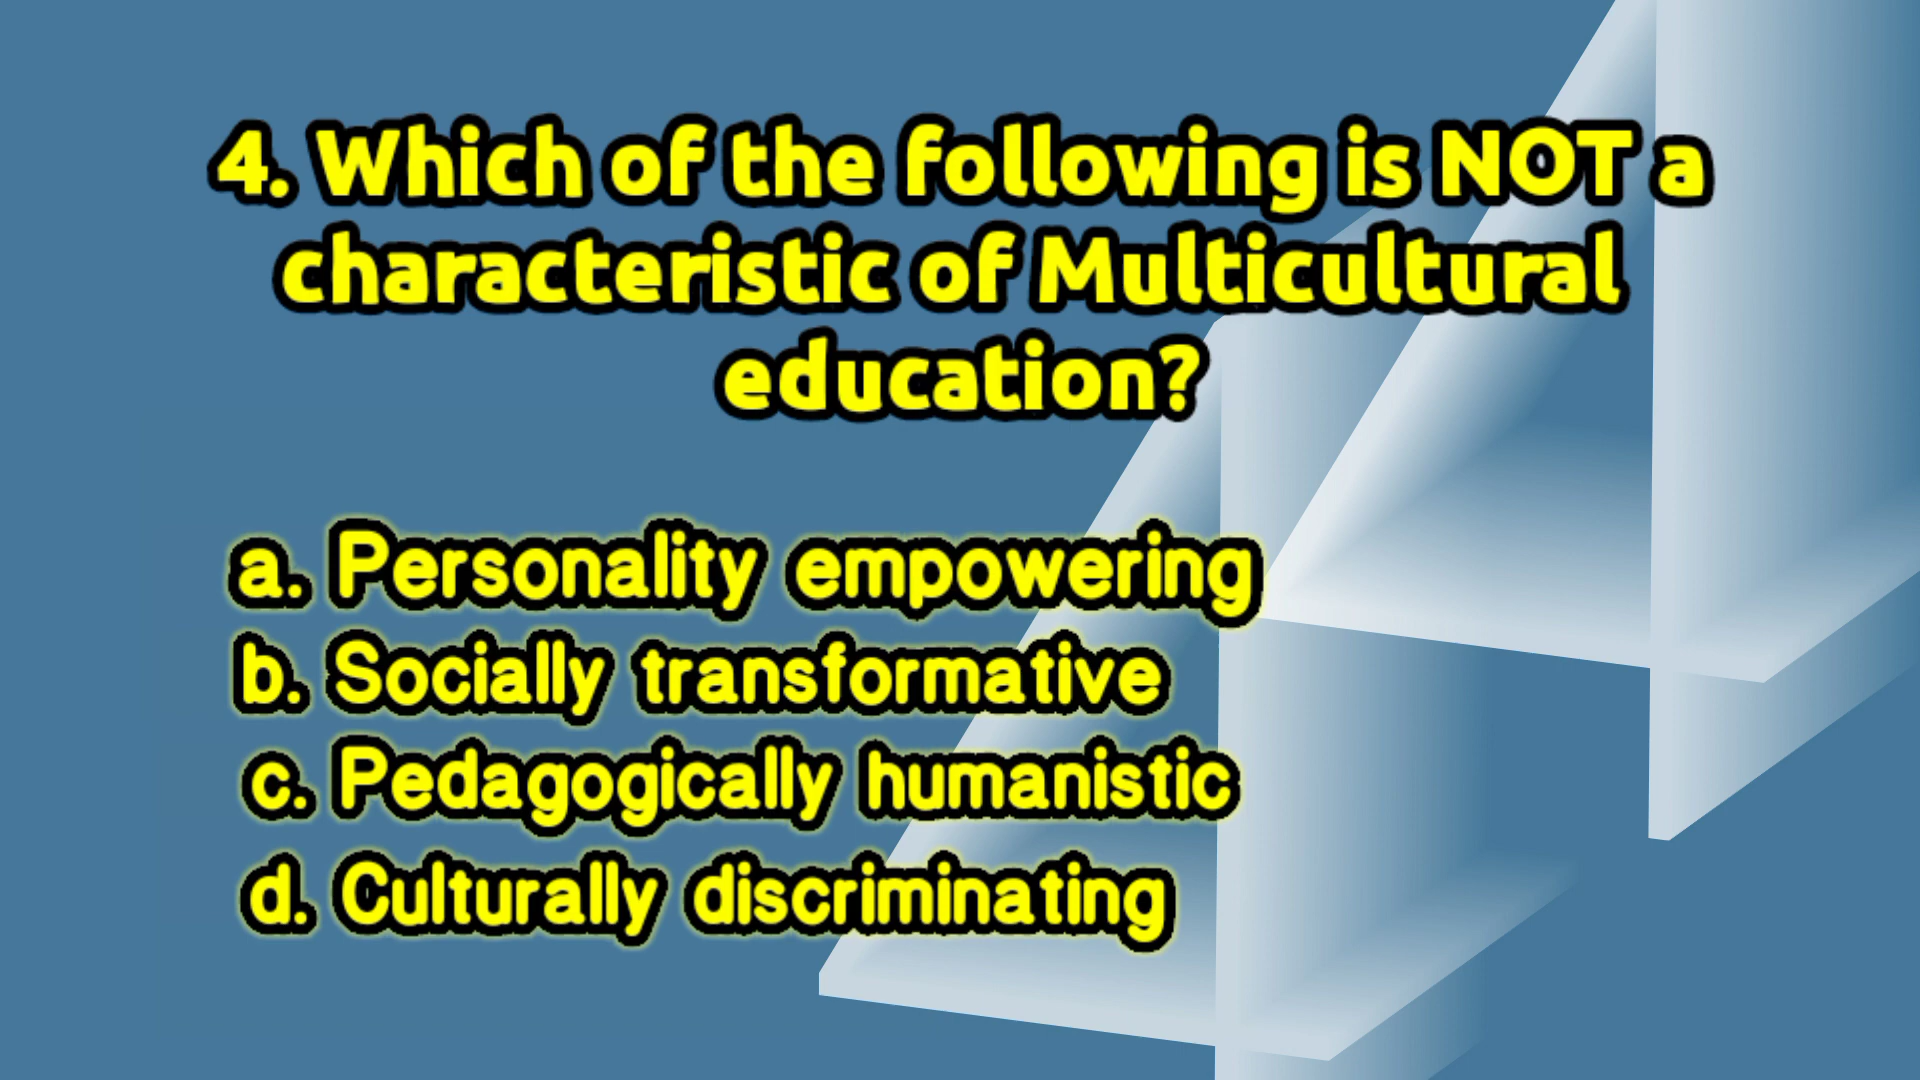 4. Which of the following is NOT a
characteristic of Multicultural
education?
a. Personality empowering
b. Socially transformative
c. Pedagogically humanistic
d. Culturally discriminating